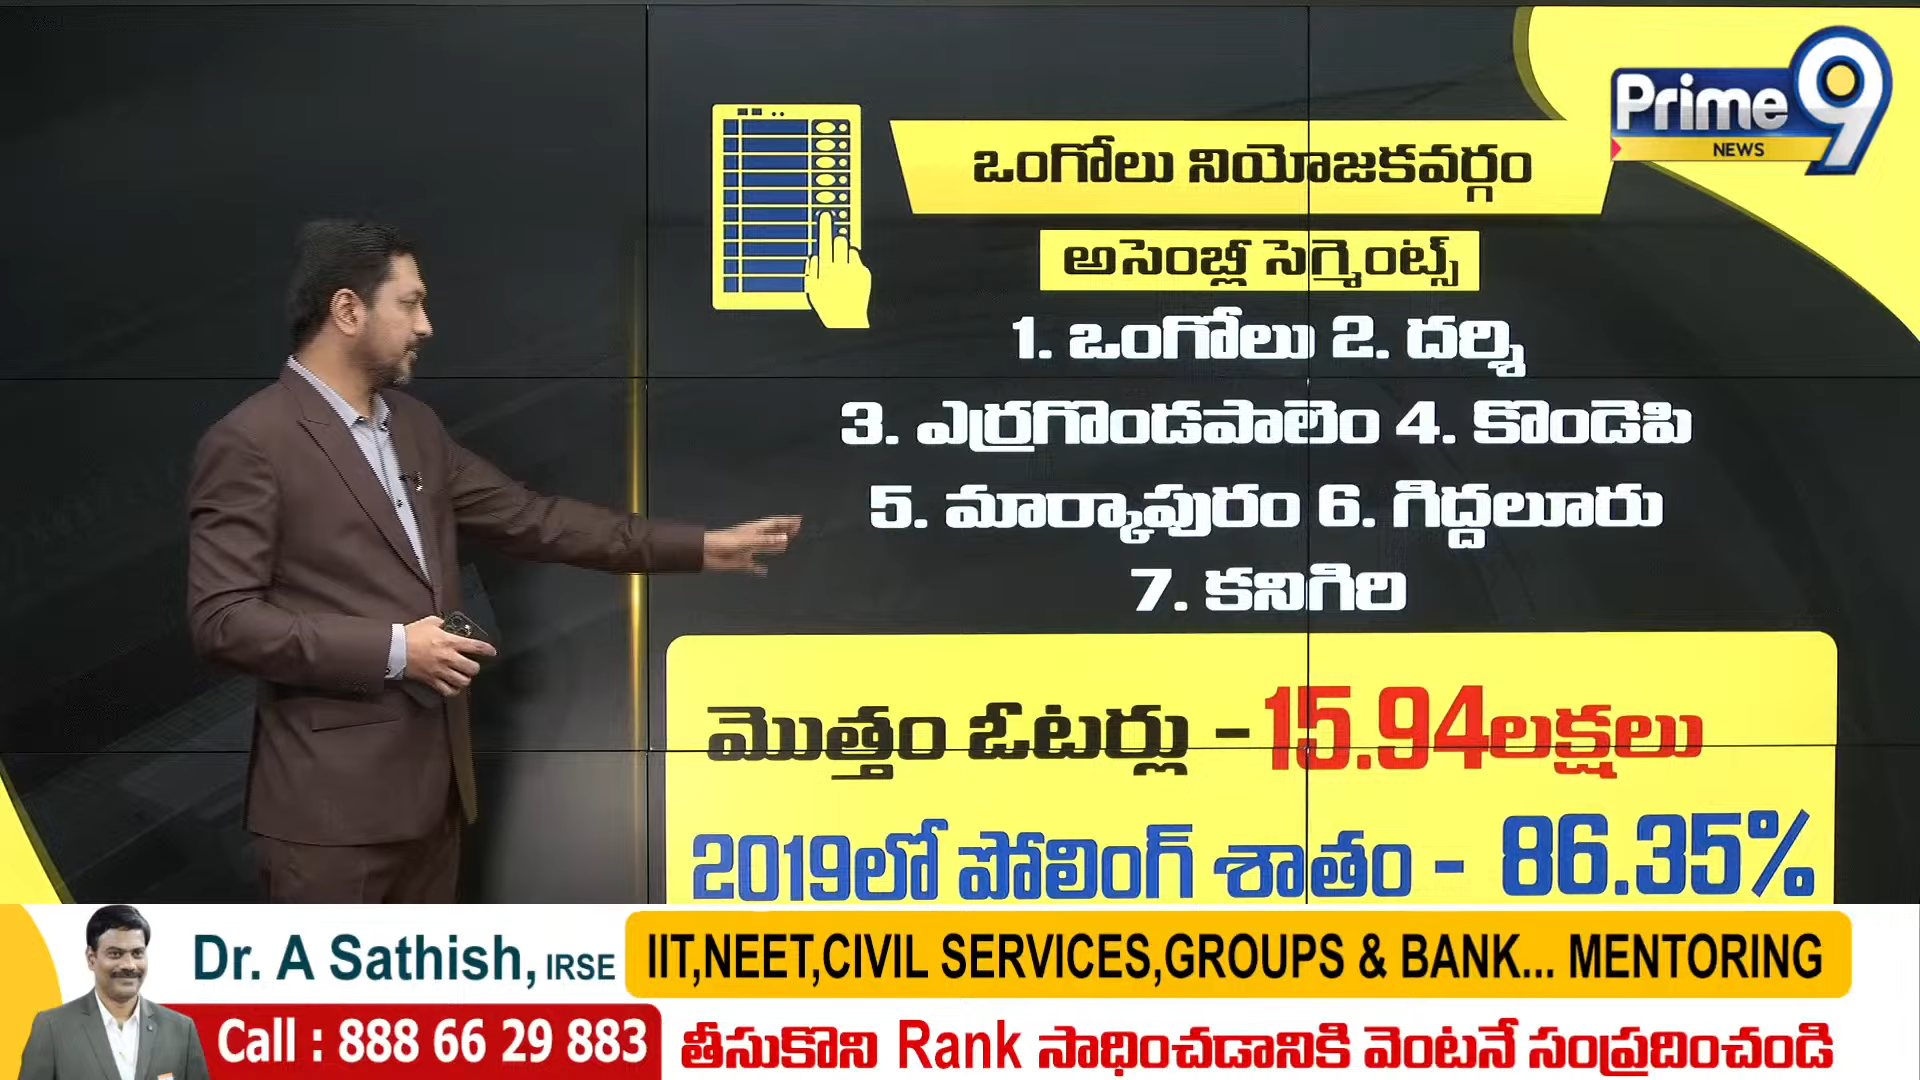 Prime9
NEWS
ఒంగోలు నియోజకవర్గం
అసెంబ్లీ సెగ్మెంట్స్
1. ఒంగోలు 2. దర్శి
3. ఎర్రగొండపాలెం 4. కొండెపి
5. మార్కాపురం 6. గిద్దలూరు
7. కనిగిరి
మొత్తం ఓటర్లు - 15.94లక్షలు
2019లో పోలింగ్ శాతం - 86.35%
Dr. A Sathish, IRSE
IIT,NEET,CIVIL SERVICES,GROUPS & BANK... MENTORING
Call : 888 66 29 883
తీసుకొని Rank సాధించడానికి వెంటనే సంప్రదించండి